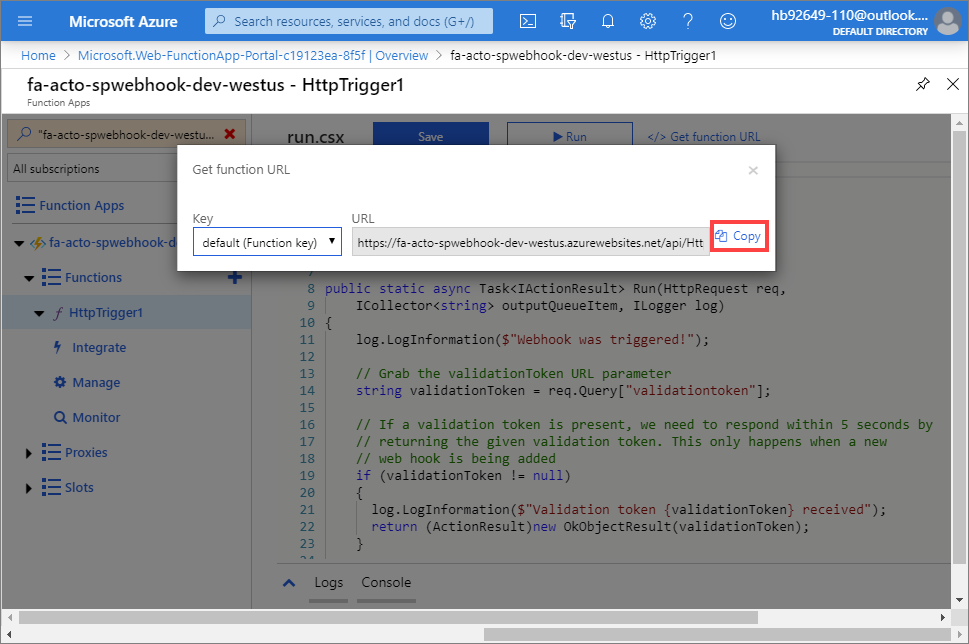 Microsoft Azure
Search resources, services, and docs (G+/)
hb92649-110@outlook....
DEFAULT DIRECTORY
Home > Microsoft.Web-FunctionApp-Portal-c19123ea-8f5f | Overview > fa-acto-spwebhook-dev-westus - HttpTrigger1
fa-acto-spwebhook-dev-westus - HttpTrigger1
Function Apps
"fa-acto-spwebhook-dev-westu...
All subscriptions
Function Apps
fa-acto-spwebhook-d
Functions
HttpTrigger1
Integrate
Manage
Monitor
Proxies
Slots
run.csx
Save
Run
</> Get function URL
Get function URL
Key
URL
default (Function key)
https://fa-acto-spwebhook-dev-westus.azurewebsites.net/api/Htt
Copy
8 public static async Task<IActionResult> Run(HttpRequest req,
9 ICollector<string> outputQueueItem, ILogger log)
10 {
11 log.LogInformation($"Webhook was triggered!");
12
13 // Grab the validationToken URL parameter
14 string validationToken = req.Query["validationtoken"];
15
16 // If a validation token is present, we need to respond within 5 seconds by
17 // returning the given validation token. This only happens when a new
18 // web hook is being added
19 if (validationToken != null)
20 {
21 log.LogInformation($"Validation token {validationToken} received");
22 return (ActionResult)new OkObjectResult(validationToken);
23 }
Logs
Console